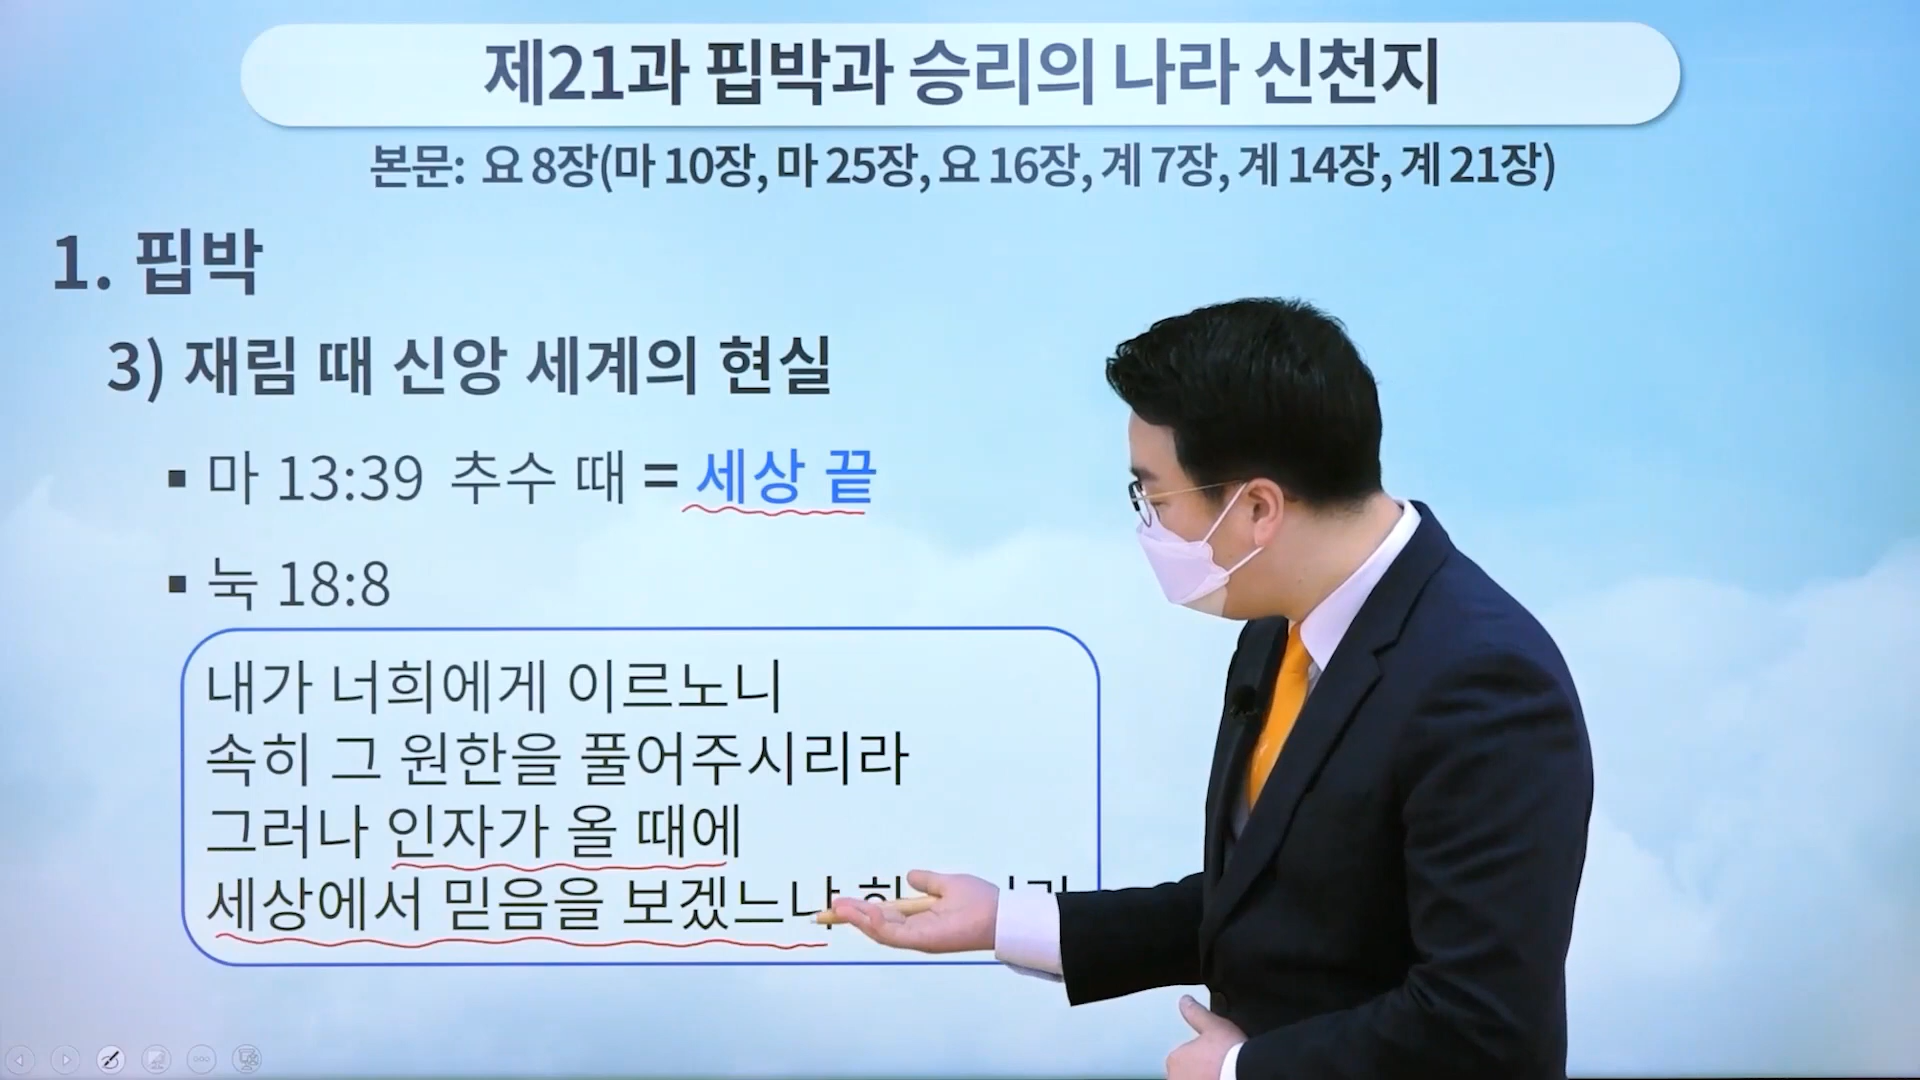 제21과 핍박과 승리의 나라 신천지
본문: 요 8장(마 10장, 마 25장, 요 16장, 계 7장, 계 14장, 계 21장)
1. 핍박
3) 재림 때 신앙 세계의 현실
▪ 마 13:39 추수 때 = 세상 끝
▪ 눅 18:8
내가 너희에게 이르노니
속히 그 원한을 풀어주시리라
그러나 인자가 올 때에
세상에서 믿음을 보겠느냐